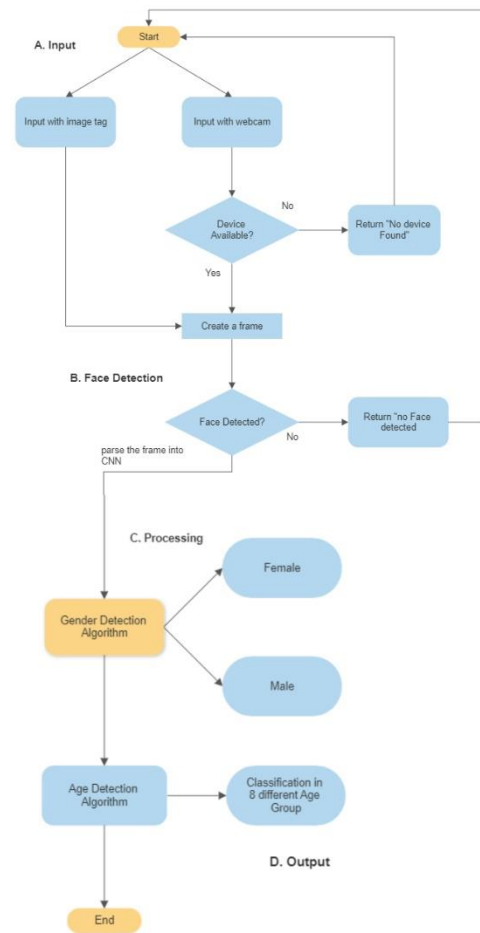 A. Input
Start
Input with image tag
Input with webcam
Device
Available?
No
Return "No device
Found"
Yes
Create a frame
B. Face Detection
Face Detected?
No
Return "no Face
detected
parse the frame into
CNN
C. Processing
Female
Gender Detection
Algorithm
Male
Age Detection
Algorithm
Classification in
8 different Age
Group
D. Output
End